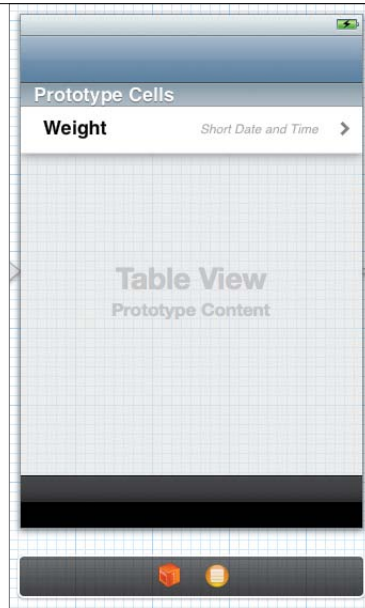 Prototype Cells
Weight Short Date and Time
Table View
Prototype Content